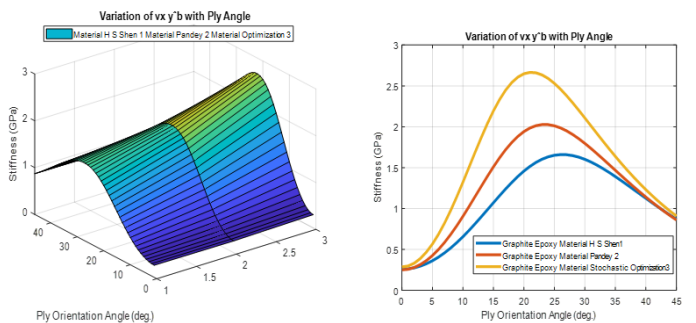 Variation of vx y^b with Ply Angle
Material H S Shen 1 Material Pandey 2 Material Optimization 3
3
2
1
0
Stiffness (GPa)
40
30
20
10
0
1
1.5
2
2.5
3
Ply Orientation Angle (deg.)
Variation of vx y^b with Ply Angle
3
2.5
2
1.5
1
0.5
0
Stiffness (GPa)
Graphite Epoxy Material H S Shen1
Graphite Epoxy Material Pandey 2
Graphite Epoxy Material Stochastic Optimization3
0 5 10 15 20 25 30 35 40 45
Ply Orientation Angle (deg.)